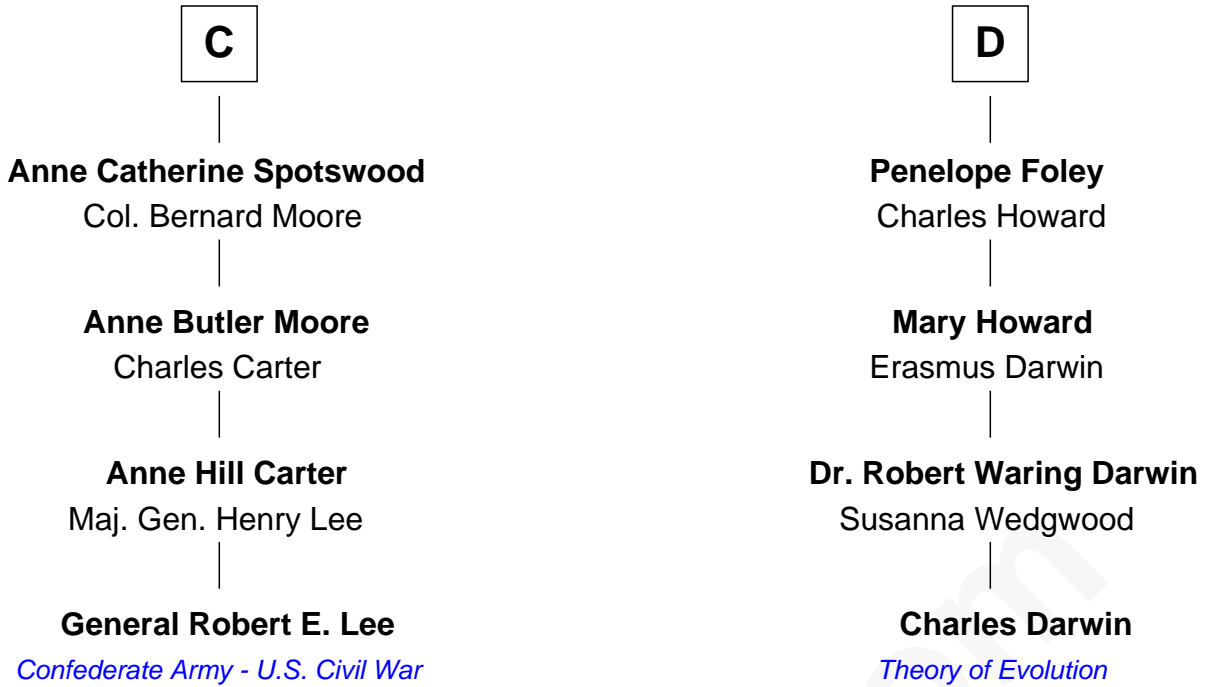 C
Anne Catherine Spotswood
Col. Bernard Moore
Anne Butler Moore
Charles Carter
Anne Hill Carter
Maj. Gen. Henry Lee
General Robert E. Lee
Confederate Army - U.S. Civil War
D
Penelope Foley
Charles Howard
Mary Howard
Erasmus Darwin
Dr. Robert Waring Darwin
Susanna Wedgwood
Charles Darwin
Theory of Evolution